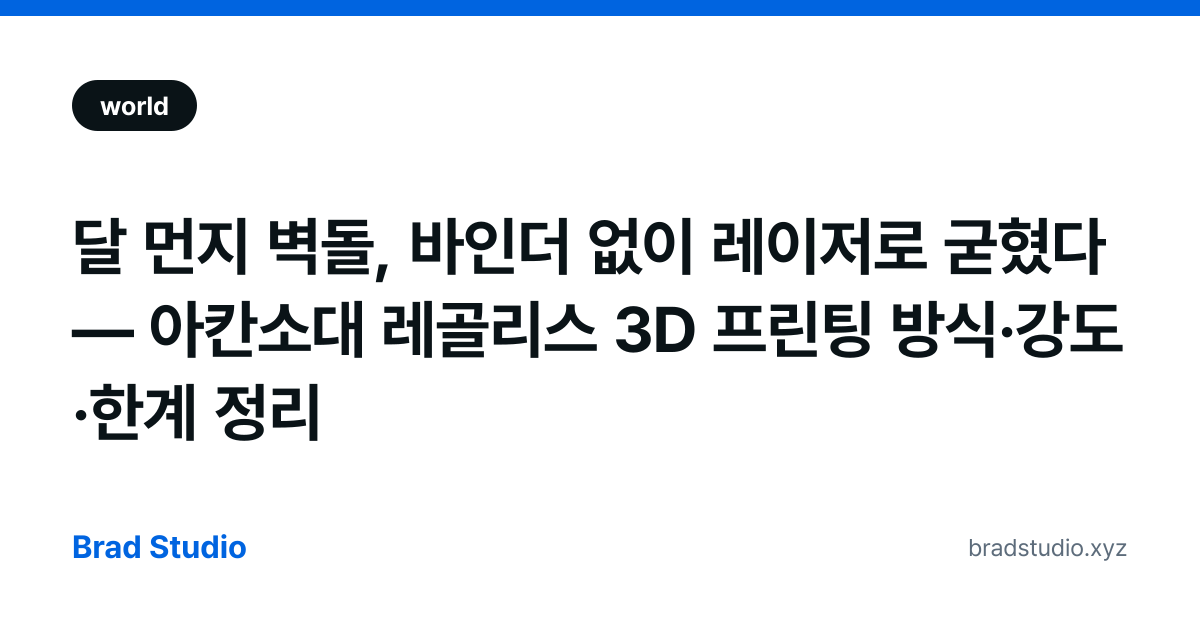 world
달 먼지 벽돌, 바인더 없이 레이저로 굳혔다
— 아칸소대 레골리스 3D 프린팅 방식·강도
·한계 정리
Brad Studio
bradstudio.xyz